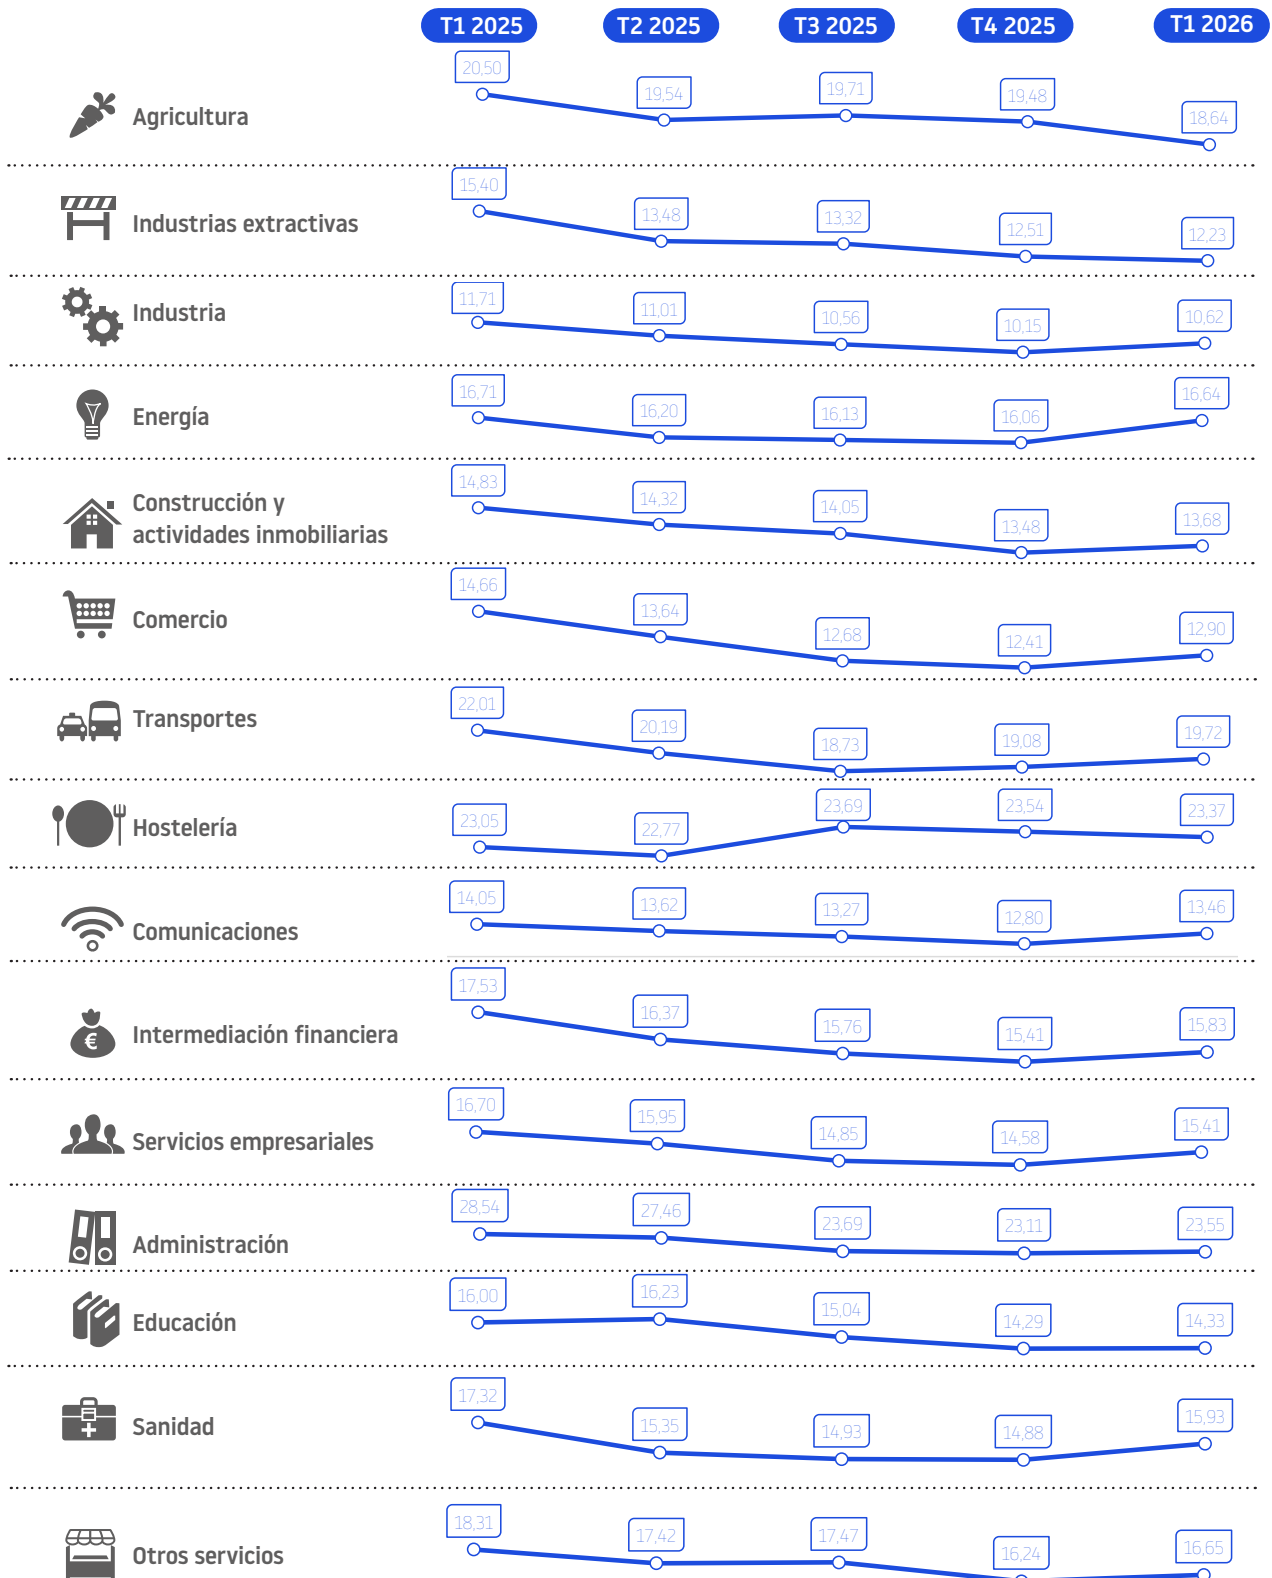 T1 2025 T2 2025 T3 2025 T4 2025 T1 2026
Agricultura 20,50 19,54 19,71 19,48 18,64
Industrias extractivas 15,40 13,48 13,32 12,51 12,23
Industria 11,71 11,01 10,56 10,15 10,62
Energía 16,71 16,20 16,13 16,06 16,64
Construcción y
actividades inmobiliarias 14,83 14,32 14,05 13,48 13,68
Comercio 14,66 13,64 12,68 12,41 12,90
Transportes 22,01 20,19 18,73 19,08 19,72
Hostelería 23,05 22,77 23,69 23,54 23,37
Comunicaciones 14,05 13,62 13,27 12,80 13,46
Intermediación financiera 17,53 16,37 15,76 15,41 15,83
€
Servicios empresariales 16,70 15,95 14,85 14,58 15,41
Administración 28,54 27,46 23,69 23,11 23,55
Educación 16,00 16,23 15,04 14,29 14,33
Sanidad 17,32 15,35 14,93 14,88 15,93
Otros servicios 18,31 17,42 17,47 16,24 16,65